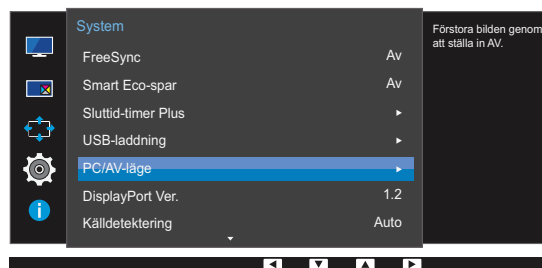 System
FreeSync Av
Smart Eco-spar Av
Sluttid-timer Plus
USB-laddning
PC/AV-läge
DisplayPort Ver. 1.2
Källdetektering Auto
Förstora bilden genom
att ställa in AV.